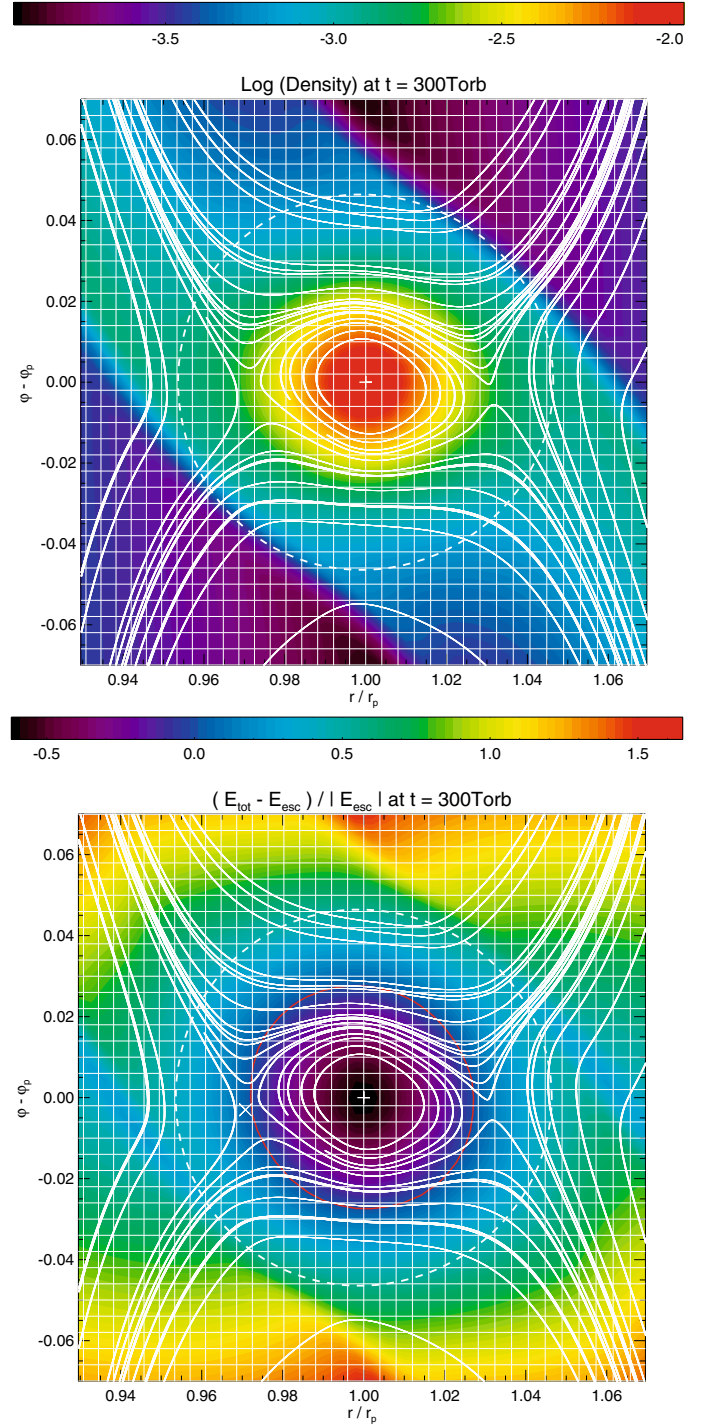 -3.5 -3.0 -2.5 -2.0
Log (Density) at t = 300Torb
0.06
0.04
0.02
0.00
-0.02
-0.04
-0.06
φ - φp
0.94 0.96 0.98 1.00 1.02 1.04 1.06
r / rp
-0.5 0.0 0.5 1.0 1.5
( Etot - Eesc ) / | Eesc | at t = 300Torb
0.06
0.04
0.02
0.00
-0.02
-0.04
-0.06
φ - φp
0.94 0.96 0.98 1.00 1.02 1.04 1.06
r / rp